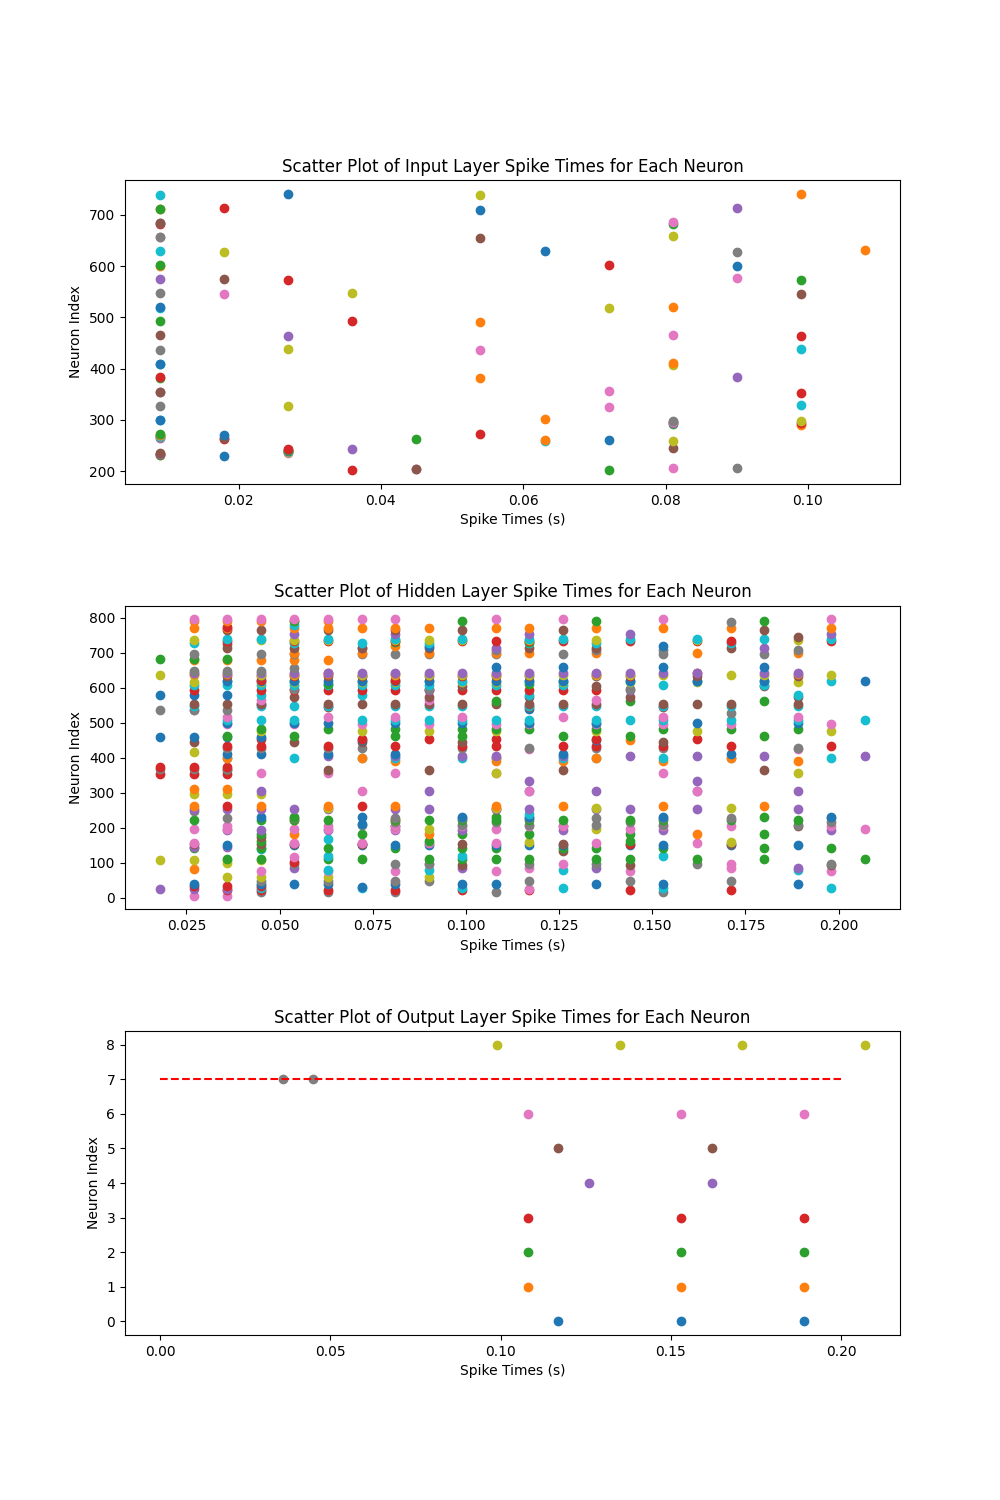 Scatter Plot of Input Layer Spike Times for Each Neuron
700
600
500
400
300
200
Neuron Index
0.02 0.04 0.06 0.08 0.10
Spike Times (s)
Scatter Plot of Hidden Layer Spike Times for Each Neuron
800
700
600
500
400
300
200
100
0
Neuron Index
0.025 0.050 0.075 0.100 0.125 0.150 0.175 0.200
Spike Times (s)
Scatter Plot of Output Layer Spike Times for Each Neuron
8
7
6
5
4
3
2
1
0
Neuron Index
0.00 0.05 0.10 0.15 0.20
Spike Times (s)